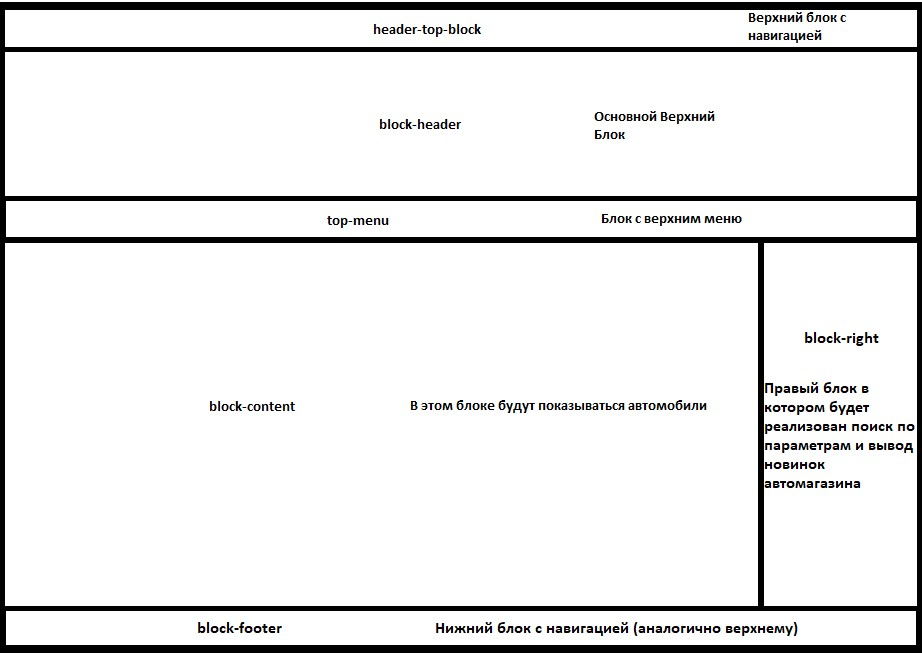 header-top-block
Верхний блок с
навигацией
block-header
Основной Верхний
Блок
top-menu
Блок с верхним меню
block-content
В этом блоке будут показываться автомобили
block-right
Правый блок в
котором будет
реализован поиск по
параметрам и вывод
новинок
автомагазина
block-footer
Нижний блок с навигацией (аналогично верхнему)